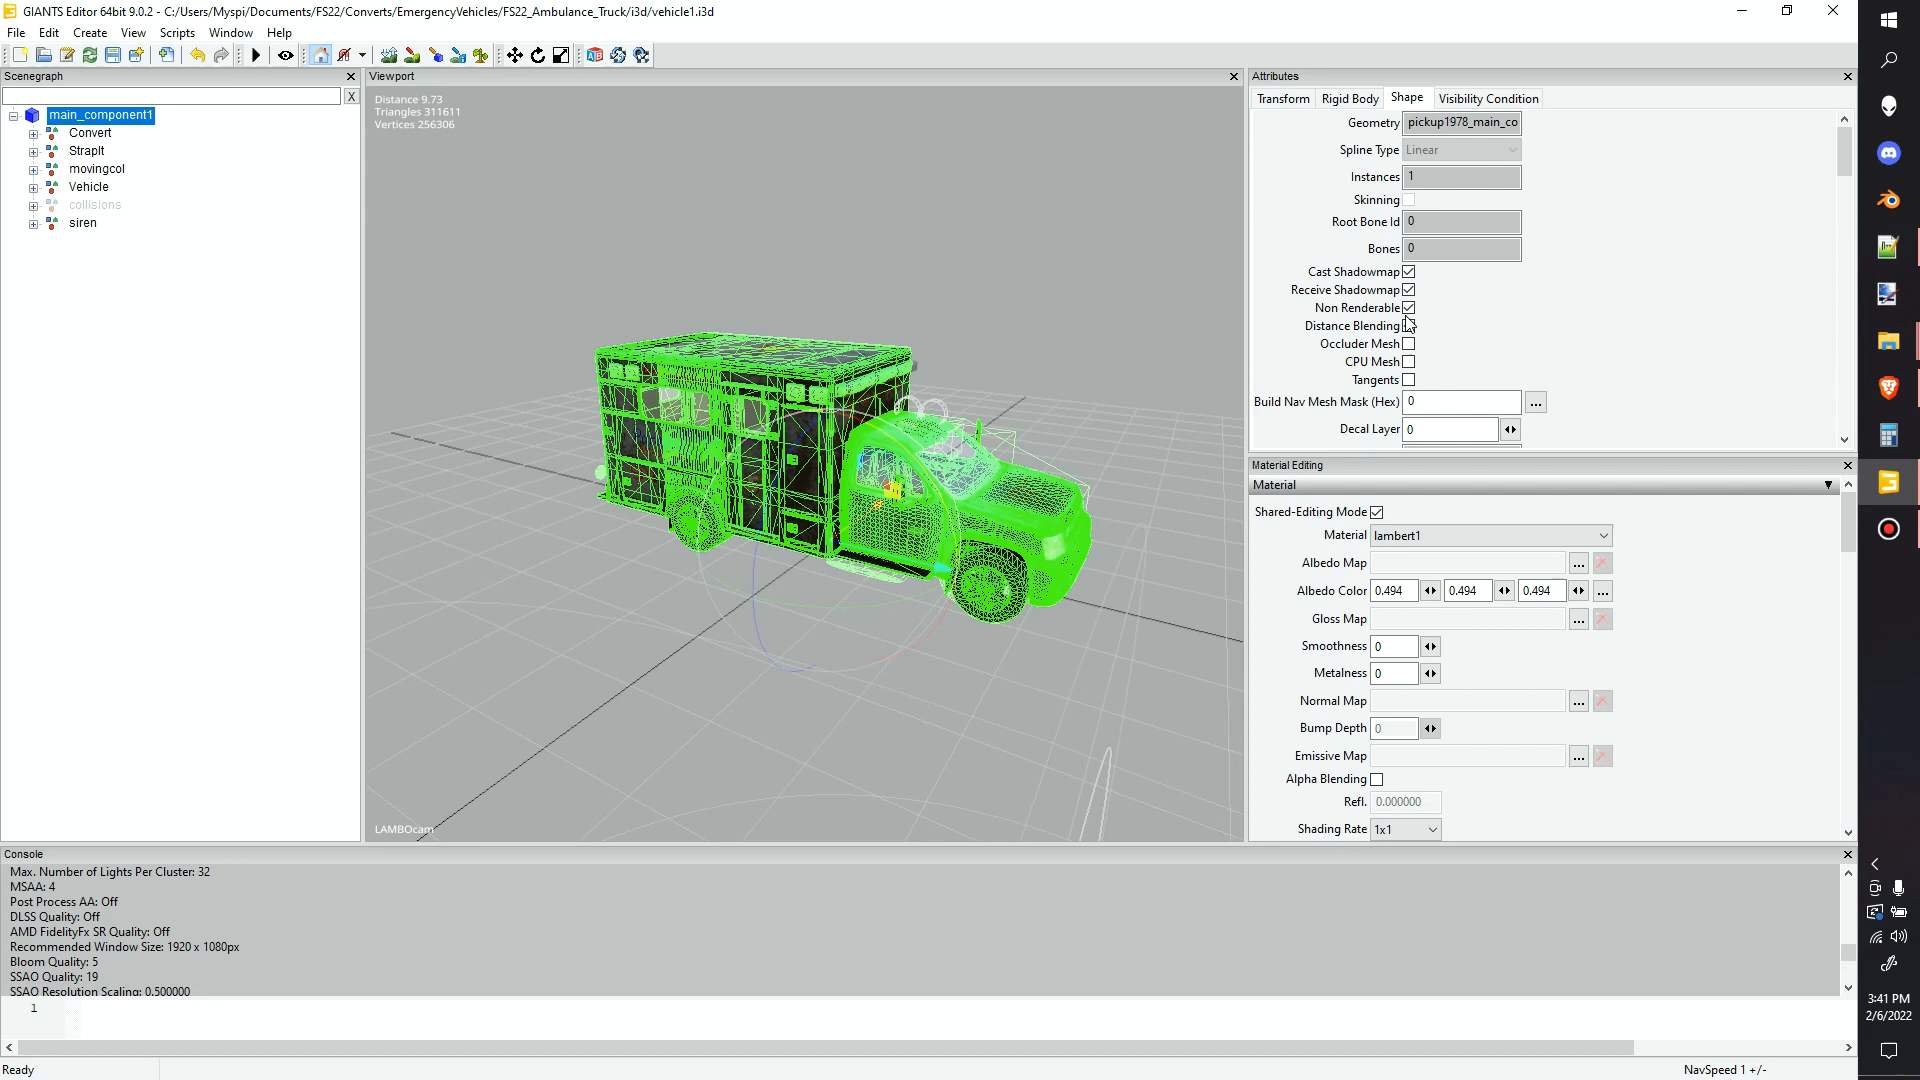 GIANTS Editor 64bit 9.0.2 - C:/Users/Myspi/Documents/FS22/Converts/EmergencyVehicles/FS22_Ambulance_Truck/i3d/vehicle1.i3d
File Edit Create View Scripts Window Help
Scenegraph
X
main_component1
Convert
StrapIt
movingcol
Vehicle
collisions
siren
Viewport
Distance 9.73
Triangles 311611
Vertices 256306
LAMBOcam
Attributes
Transform Rigid Body Shape Visibility Condition
Geometry pickup1978_main_co
Spline Type Linear
Instances 1
Skinning
Root Bone Id 0
Bones 0
Cast Shadowmap
Receive Shadowmap
Non Renderable
Distance Blending
Occluder Mesh
CPU Mesh
Tangents
Build Nav Mesh Mask (Hex) 0 ...
Decal Layer 0
Material Editing
Material
Shared-Editing Mode
Material lambert1
Albedo Map ...
Albedo Color 0.494 0.494 0.494 ...
Gloss Map ...
Smoothness 0
Metalness 0
Normal Map ...
Bump Depth 0
Emissive Map ...
Alpha Blending
Refl. 0.000000
Shading Rate 1x1
Console
Max. Number of Lights Per Cluster: 32
MSAA: 4
Post Process AA: Off
DLSS Quality: Off
AMD FidelityFx SR Quality: Off
Recommended Window Size: 1920 x 1080px
Bloom Quality: 5
SSAO Quality: 19
SSAO Resolution Scaling: 0.500000
1
Ready
NavSpeed 1 +/-
3:41 PM
2/6/2022